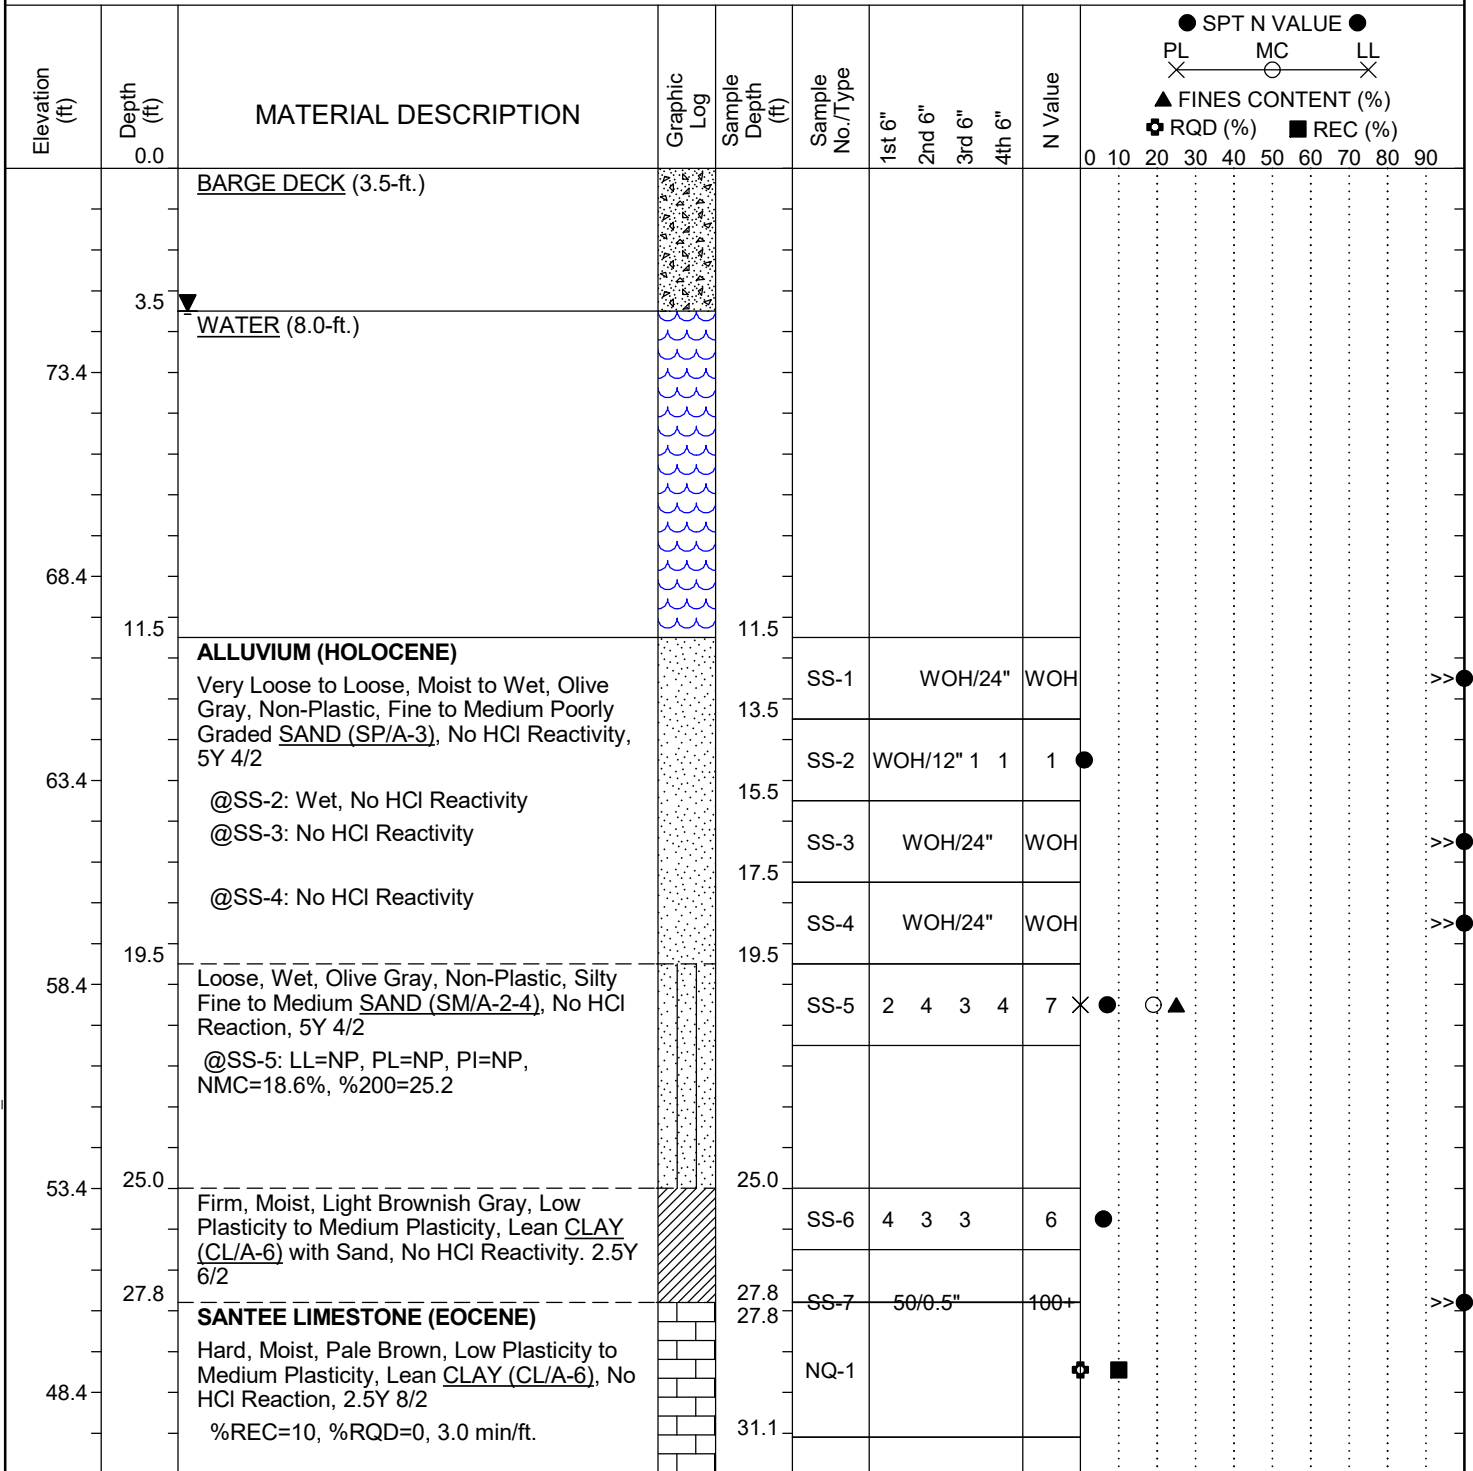 ● SPT N VALUE ●
PL MC LL
▲ FINES CONTENT (%)
RQD (%) ■ REC (%)
Elevation (ft)
Depth (ft)
MATERIAL DESCRIPTION
Graphic Log
Sample Depth (ft)
Sample No./Type
1st 6"
2nd 6"
3rd 6"
4th 6"
N Value
0.0
0 10 20 30 40 50 60 70 80 90
BARGE DECK (3.5-ft.)
3.5
WATER (8.0-ft.)
73.4
68.4
11.5 11.5
ALLUVIUM (HOLOCENE)
Very Loose to Loose, Moist to Wet, Olive
Gray, Non-Plastic, Fine to Medium Poorly
Graded SAND (SP/A-3), No HCl Reactivity,
5Y 4/2
SS-1 WOH/24" WOH >>
13.5
SS-2 WOH/12" 1 1 1
63.4
15.5
@SS-2: Wet, No HCl Reactivity
@SS-3: No HCl Reactivity
SS-3 WOH/24" WOH >>
17.5
@SS-4: No HCl Reactivity
SS-4 WOH/24" WOH >>
19.5 19.5
58.4
Loose, Wet, Olive Gray, Non-Plastic, Silty
Fine to Medium SAND (SM/A-2-4), No HCl
Reaction, 5Y 4/2
SS-5 2 4 3 4 7
@SS-5: LL=NP, PL=NP, PI=NP,
NMC=18.6%, %200=25.2
25.0 25.0
53.4
Firm, Moist, Light Brownish Gray, Low
Plasticity to Medium Plasticity, Lean CLAY
(CL/A-6) with Sand, No HCl Reactivity. 2.5Y
6/2
SS-6 4 3 3 6
27.8 27.8
SS-7 50/0.5" 100+ >>
27.8
SANTEE LIMESTONE (EOCENE)
Hard, Moist, Pale Brown, Low Plasticity to
Medium Plasticity, Lean CLAY (CL/A-6), No
HCl Reaction, 2.5Y 8/2
NQ-1
48.4
%REC=10, %RQD=0, 3.0 min/ft.
31.1